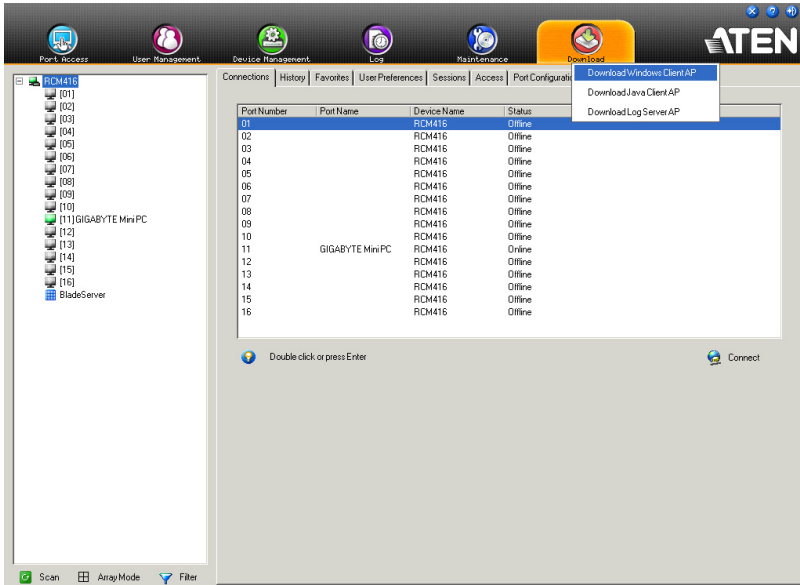 ATEN
Port Access User Management Device Management Log Maintenance Download
Download Windows Client AP
Download Java Client AP
Download Log Server AP
RCM416
[01]
[02]
[03]
[04]
[05]
[06]
[07]
[08]
[09]
[10]
[11]GIGABYTE Mini PC
[12]
[13]
[14]
[15]
[16]
BladeServer
Scan Array Mode Filter
Connections History Favorites User Preferences Sessions Access Port Configurati
Port Number Port Name Device Name Status
01 RCM416 Offline
02 RCM416 Offline
03 RCM416 Offline
04 RCM416 Offline
05 RCM416 Offline
06 RCM416 Offline
07 RCM416 Offline
08 RCM416 Offline
09 RCM416 Offline
10 RCM416 Offline
11 GIGABYTE Mini PC RCM416 Online
12 RCM416 Offline
13 RCM416 Offline
14 RCM416 Offline
15 RCM416 Offline
16 RCM416 Offline
Double click or press Enter Connect